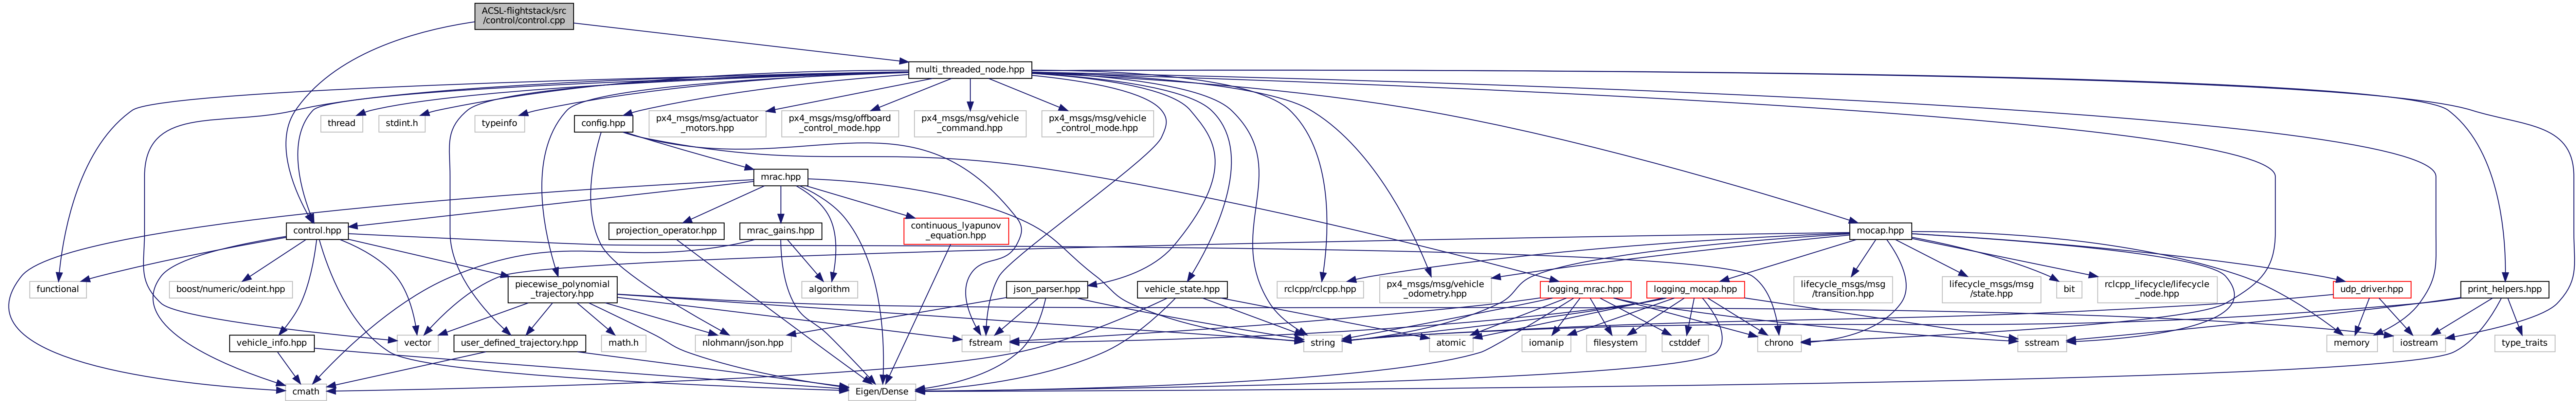 ACSL-flightstack/src
/control/control.cpp
multi_threaded_node.hpp
thread
stdint.h
typeinfo
config.hpp
px4_msgs/msg/actuator
_motors.hpp
px4_msgs/msg/offboard
_control_mode.hpp
px4_msgs/msg/vehicle
_command.hpp
px4_msgs/msg/vehicle
_control_mode.hpp
mrac.hpp
control.hpp
projection_operator.hpp
mrac_gains.hpp
continuous_lyapunov
_equation.hpp
mocap.hpp
functional
boost/numeric/odeint.hpp
piecewise_polynomial
_trajectory.hpp
algorithm
json_parser.hpp
vehicle_state.hpp
rclcpp/rclcpp.hpp
px4_msgs/msg/vehicle
_odometry.hpp
logging_mrac.hpp
logging_mocap.hpp
lifecycle_msgs/msg
/transition.hpp
lifecycle_msgs/msg
/state.hpp
bit
rclcpp_lifecycle/lifecycle
_node.hpp
udp_driver.hpp
print_helpers.hpp
vehicle_info.hpp
vector
user_defined_trajectory.hpp
math.h
nlohmann/json.hpp
fstream
string
atomic
iomanip
filesystem
cstddef
chrono
sstream
memory
iostream
type_traits
cmath
Eigen/Dense